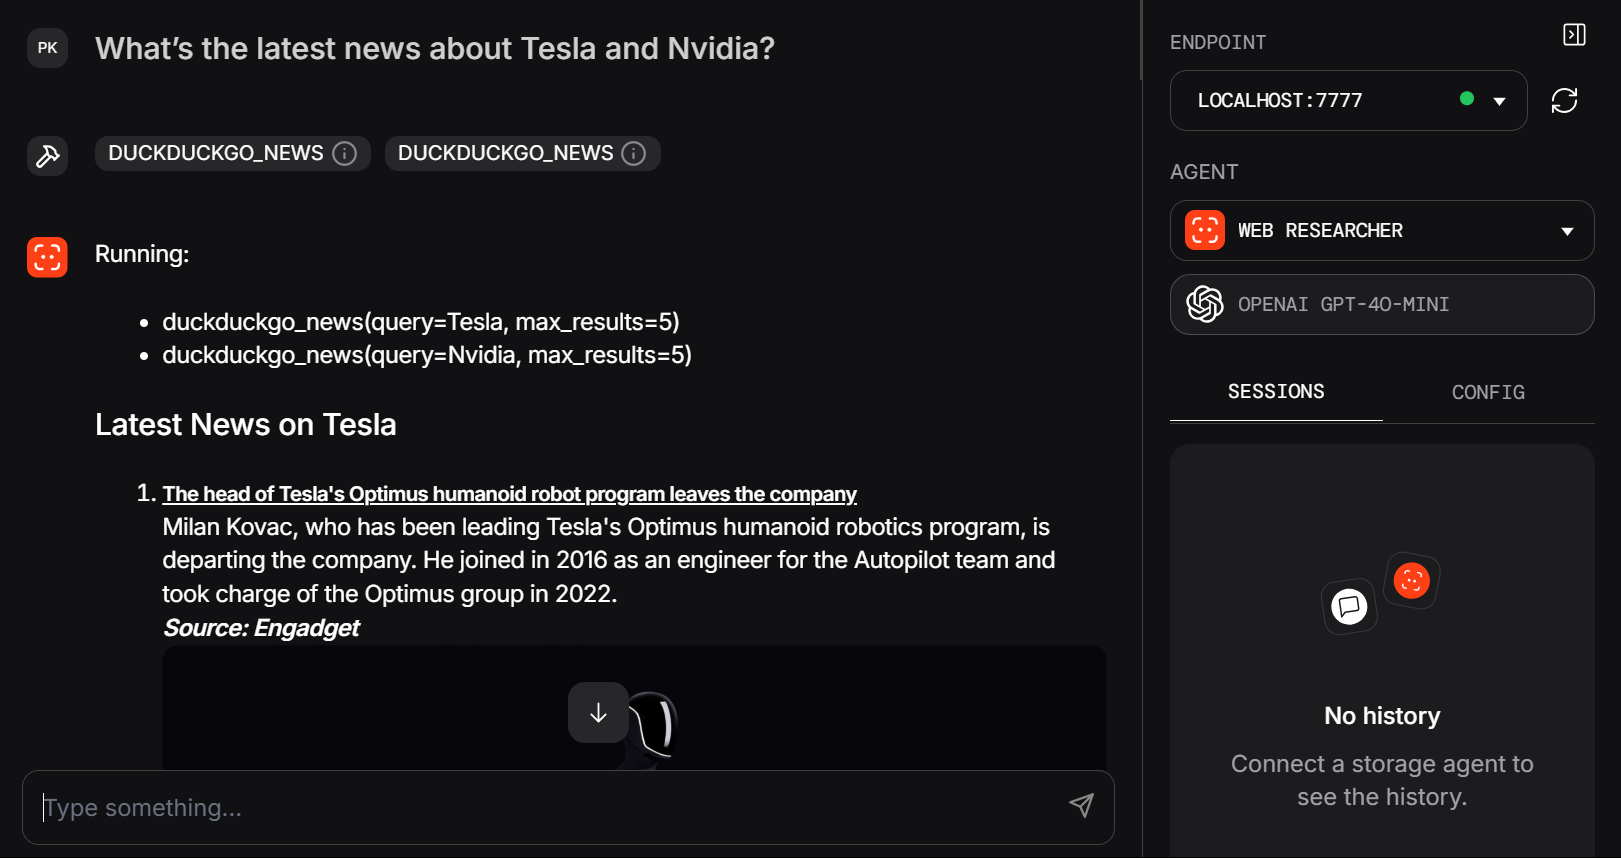 PK
What’s the latest news about Tesla and Nvidia?
DUCKDUCKGO_NEWS DUCKDUCKGO_NEWS
Running:
• duckduckgo_news(query=Tesla, max_results=5)
• duckduckgo_news(query=Nvidia, max_results=5)
Latest News on Tesla
1. The head of Tesla's Optimus humanoid robot program leaves the company
Milan Kovac, who has been leading Tesla's Optimus humanoid robotics program, is
departing the company. He joined in 2016 as an engineer for the Autopilot team and
took charge of the Optimus group in 2022.
Source: Engadget
Type something...
ENDPOINT
LOCALHOST:7777
AGENT
WEB RESEARCHER
OPENAI GPT-4O-MINI
SESSIONS CONFIG
No history
Connect a storage agent to
see the history.